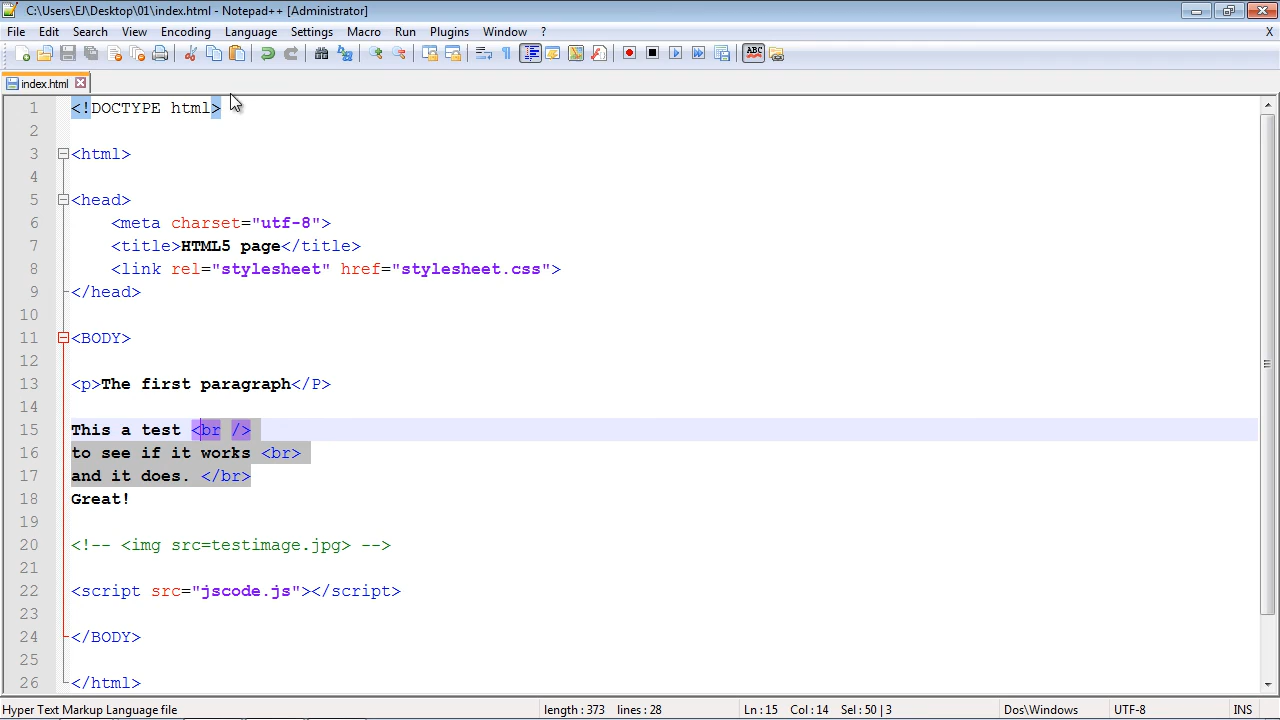 C:\Users\EJ\Desktop\01\index.html - Notepad++ [Administrator]
File Edit Search View Encoding Language Settings Macro Run Plugins Window ? X
ABC
index.html
1 <!DOCTYPE html>
2
3 <html>
4
5 <head>
6 <meta charset="utf-8">
7 <title>HTML5 page</title>
8 <link rel="stylesheet" href="stylesheet.css">
9 </head>
10
11 <BODY>
12
13 <p>The first paragraph</P>
14
15 This a test <br />
16 to see if it works <br>
17 and it does. </br>
18 Great!
19
20 <!-- <img src=testimage.jpg> -->
21
22 <script src="jscode.js"></script>
23
24 </BODY>
25
26 </html>
Hyper Text Markup Language file length : 373 lines : 28 Ln : 15 Col : 14 Sel : 50 | 3 Dos\Windows UTF-8 INS